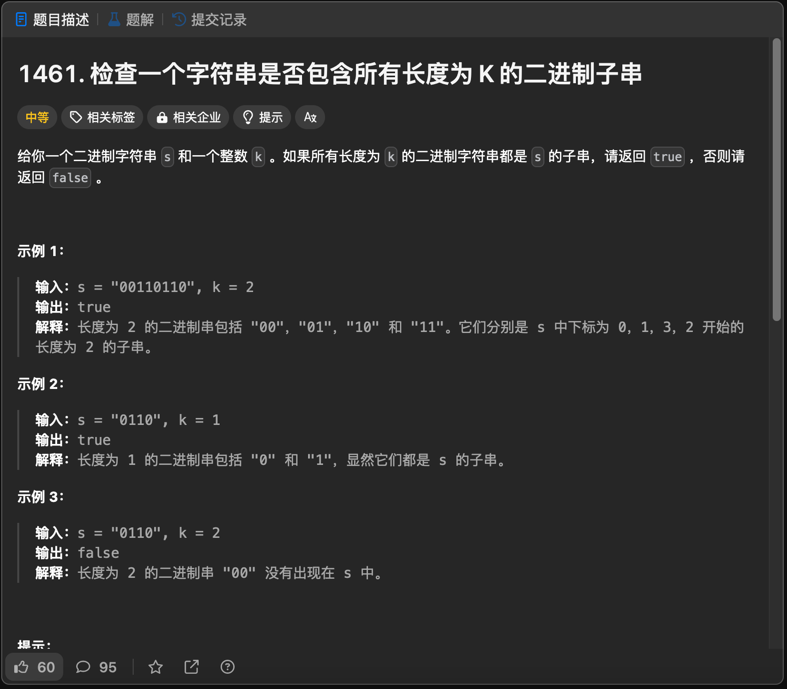 题目描述 题解 提交记录
1461. 检查一个字符串是否包含所有长度为 K 的二进制子串
中等 相关标签 相关企业 提示
给你一个二进制字符串 s 和一个整数 k 。如果所有长度为 k 的二进制字符串都是 s 的子串，请返回 true ，否则请
返回 false 。
示例 1：
输入：s = "00110110", k = 2
输出：true
解释：长度为 2 的二进制串包括 "00"，"01"，"10" 和 "11"。它们分别是 s 中下标为 0，1，3，2 开始的
长度为 2 的子串。
示例 2：
输入：s = "0110", k = 1
输出：true
解释：长度为 1 的二进制串包括 "0" 和 "1"，显然它们都是 s 的子串。
示例 3：
输入：s = "0110", k = 2
输出：false
解释：长度为 2 的二进制串 "00" 没有出现在 s 中。
提示：
60 95